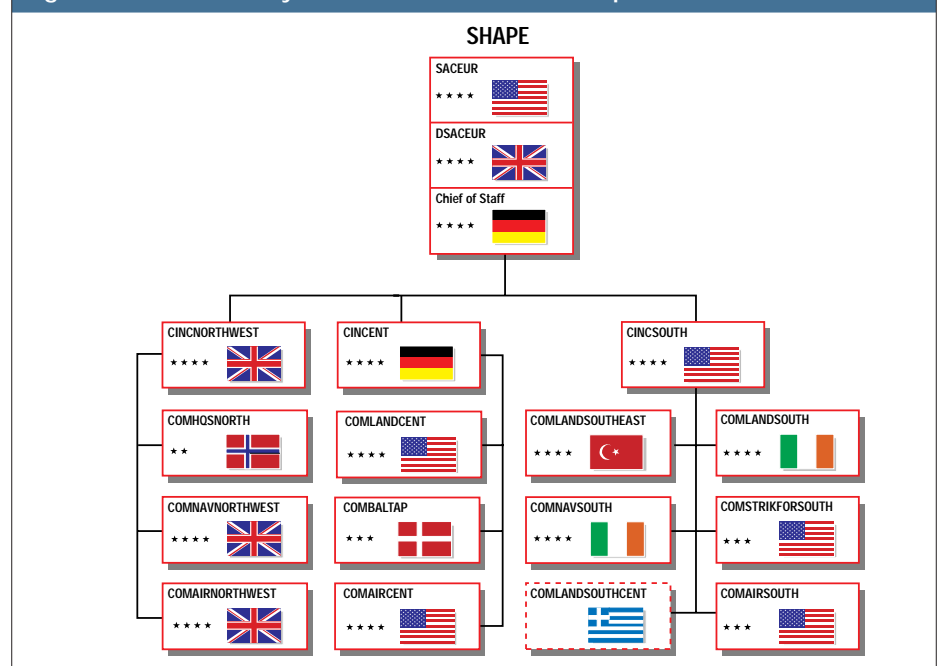 SHAPE
SACEUR
★ ★ ★ ★
DSACEUR
★ ★ ★ ★
Chief of Staff
★ ★ ★ ★
CINCNORTHWEST
★ ★ ★ ★
CINCENT
★ ★ ★ ★
CINCSOUTH
★ ★ ★ ★
COMHQSNORTH
★ ★
COMLANDCENT
★ ★ ★ ★
COMLANDSOUTHEAST
★ ★ ★ ★
COMLANDSOUTH
★ ★ ★ ★
COMNAVNORTHWEST
★ ★ ★ ★
COMBALTAP
★ ★ ★
COMNAVSOUTH
★ ★ ★ ★
COMSTRIKFORSOUTH
★ ★ ★
COMAIRNORTHWEST
★ ★ ★ ★
COMAIRCENT
★ ★ ★ ★
COMLANDSOUTHCENT
COMAIRSOUTH
★ ★ ★